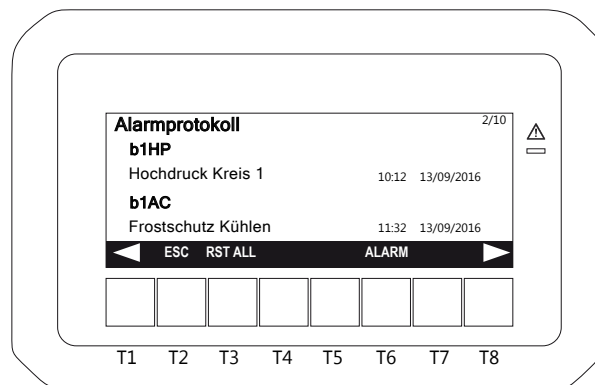 Alarmprotokoll 2/10
b1HP
Hochdruck Kreis 1 10:12 13/09/2016
b1AC
Frostschutz Kühlen 11:32 13/09/2016
ESC RST ALL ALARM
T1 T2 T3 T4 T5 T6 T7 T8